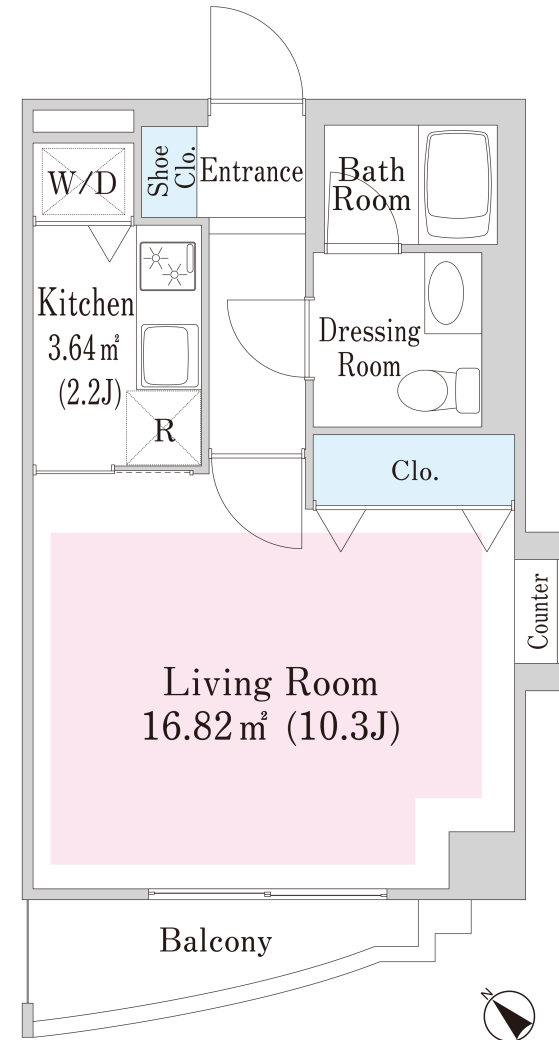 Entrance
Shoe
Clo.
W/D
Bath
Room
Kitchen
3.64㎡
(2.2J)
Dressing
Room
R
Clo.
Counter
Living Room
16.82㎡ (10.3J)
Balcony
N